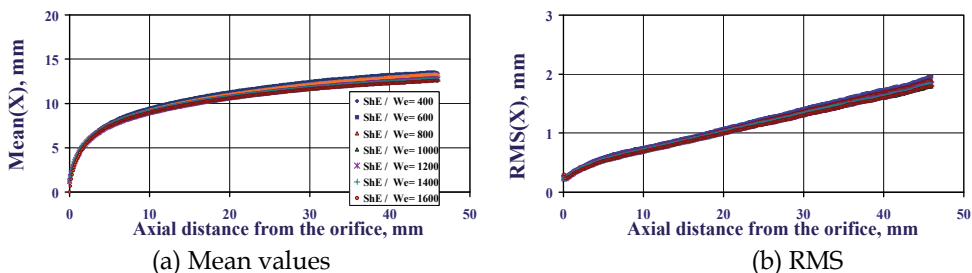 Mean(X), mm
20
15
10
5
0
0 10 20 30 40 50
Axial distance from the orifice, mm
ShE / We= 400
ShE / We= 600
ShE / We= 800
ShE / We= 1000
ShE / We= 1200
ShE / We= 1400
ShE / We= 1600
(a) Mean values
RMS(X), mm
3
2
1
0
0 10 20 30 40 50
Axial distance from the orifice, mm
(b) RMS